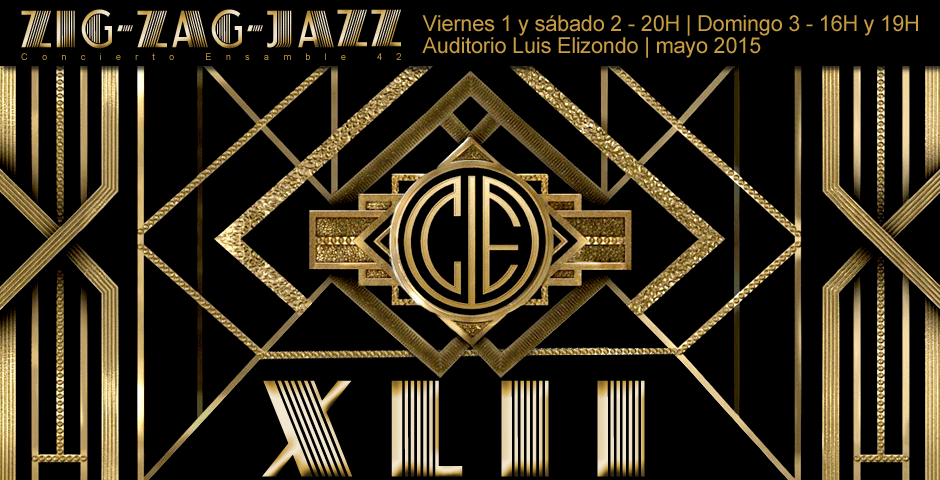 ZIG-ZAG-JAZZ
Concierto Ensamble 42
Viernes 1 y sábado 2 - 20H | Domingo 3 - 16H y 19H
Auditorio Luis Elizondo | mayo 2015
CIE
XLII